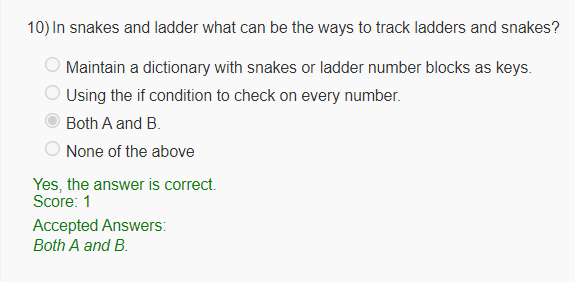 10) In snakes and ladder what can be the ways to track ladders and snakes?
Maintain a dictionary with snakes or ladder number blocks as keys.
Using the if condition to check on every number.
Both A and B.
None of the above
Yes, the answer is correct.
Score: 1
Accepted Answers:
Both A and B.